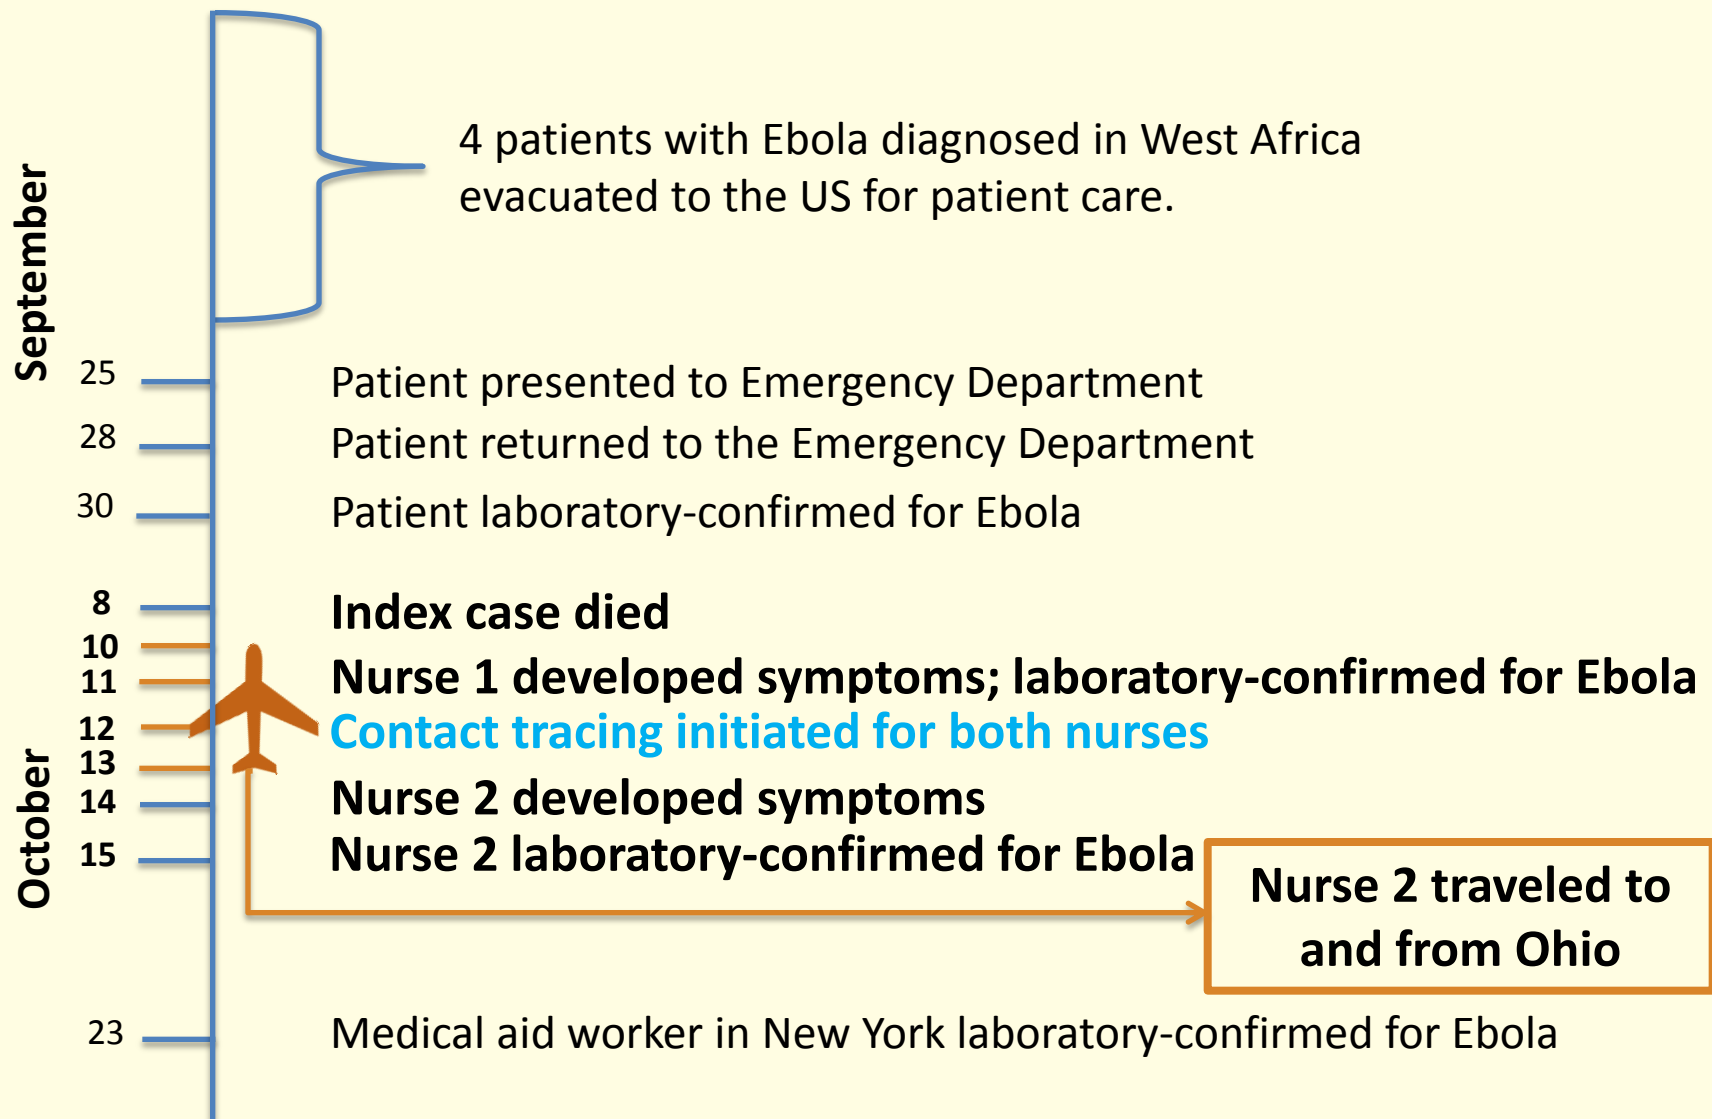 4 patients with Ebola diagnosed in West Africa
evacuated to the US for patient care.
September
25 Patient presented to Emergency Department
28 Patient returned to the Emergency Department
30 Patient laboratory-confirmed for Ebola
October
8 Index case died
10
11 Nurse 1 developed symptoms; laboratory-confirmed for Ebola
12 Contact tracing initiated for both nurses
13
14 Nurse 2 developed symptoms
15 Nurse 2 laboratory-confirmed for Ebola
Nurse 2 traveled to
and from Ohio
23 Medical aid worker in New York laboratory-confirmed for Ebola